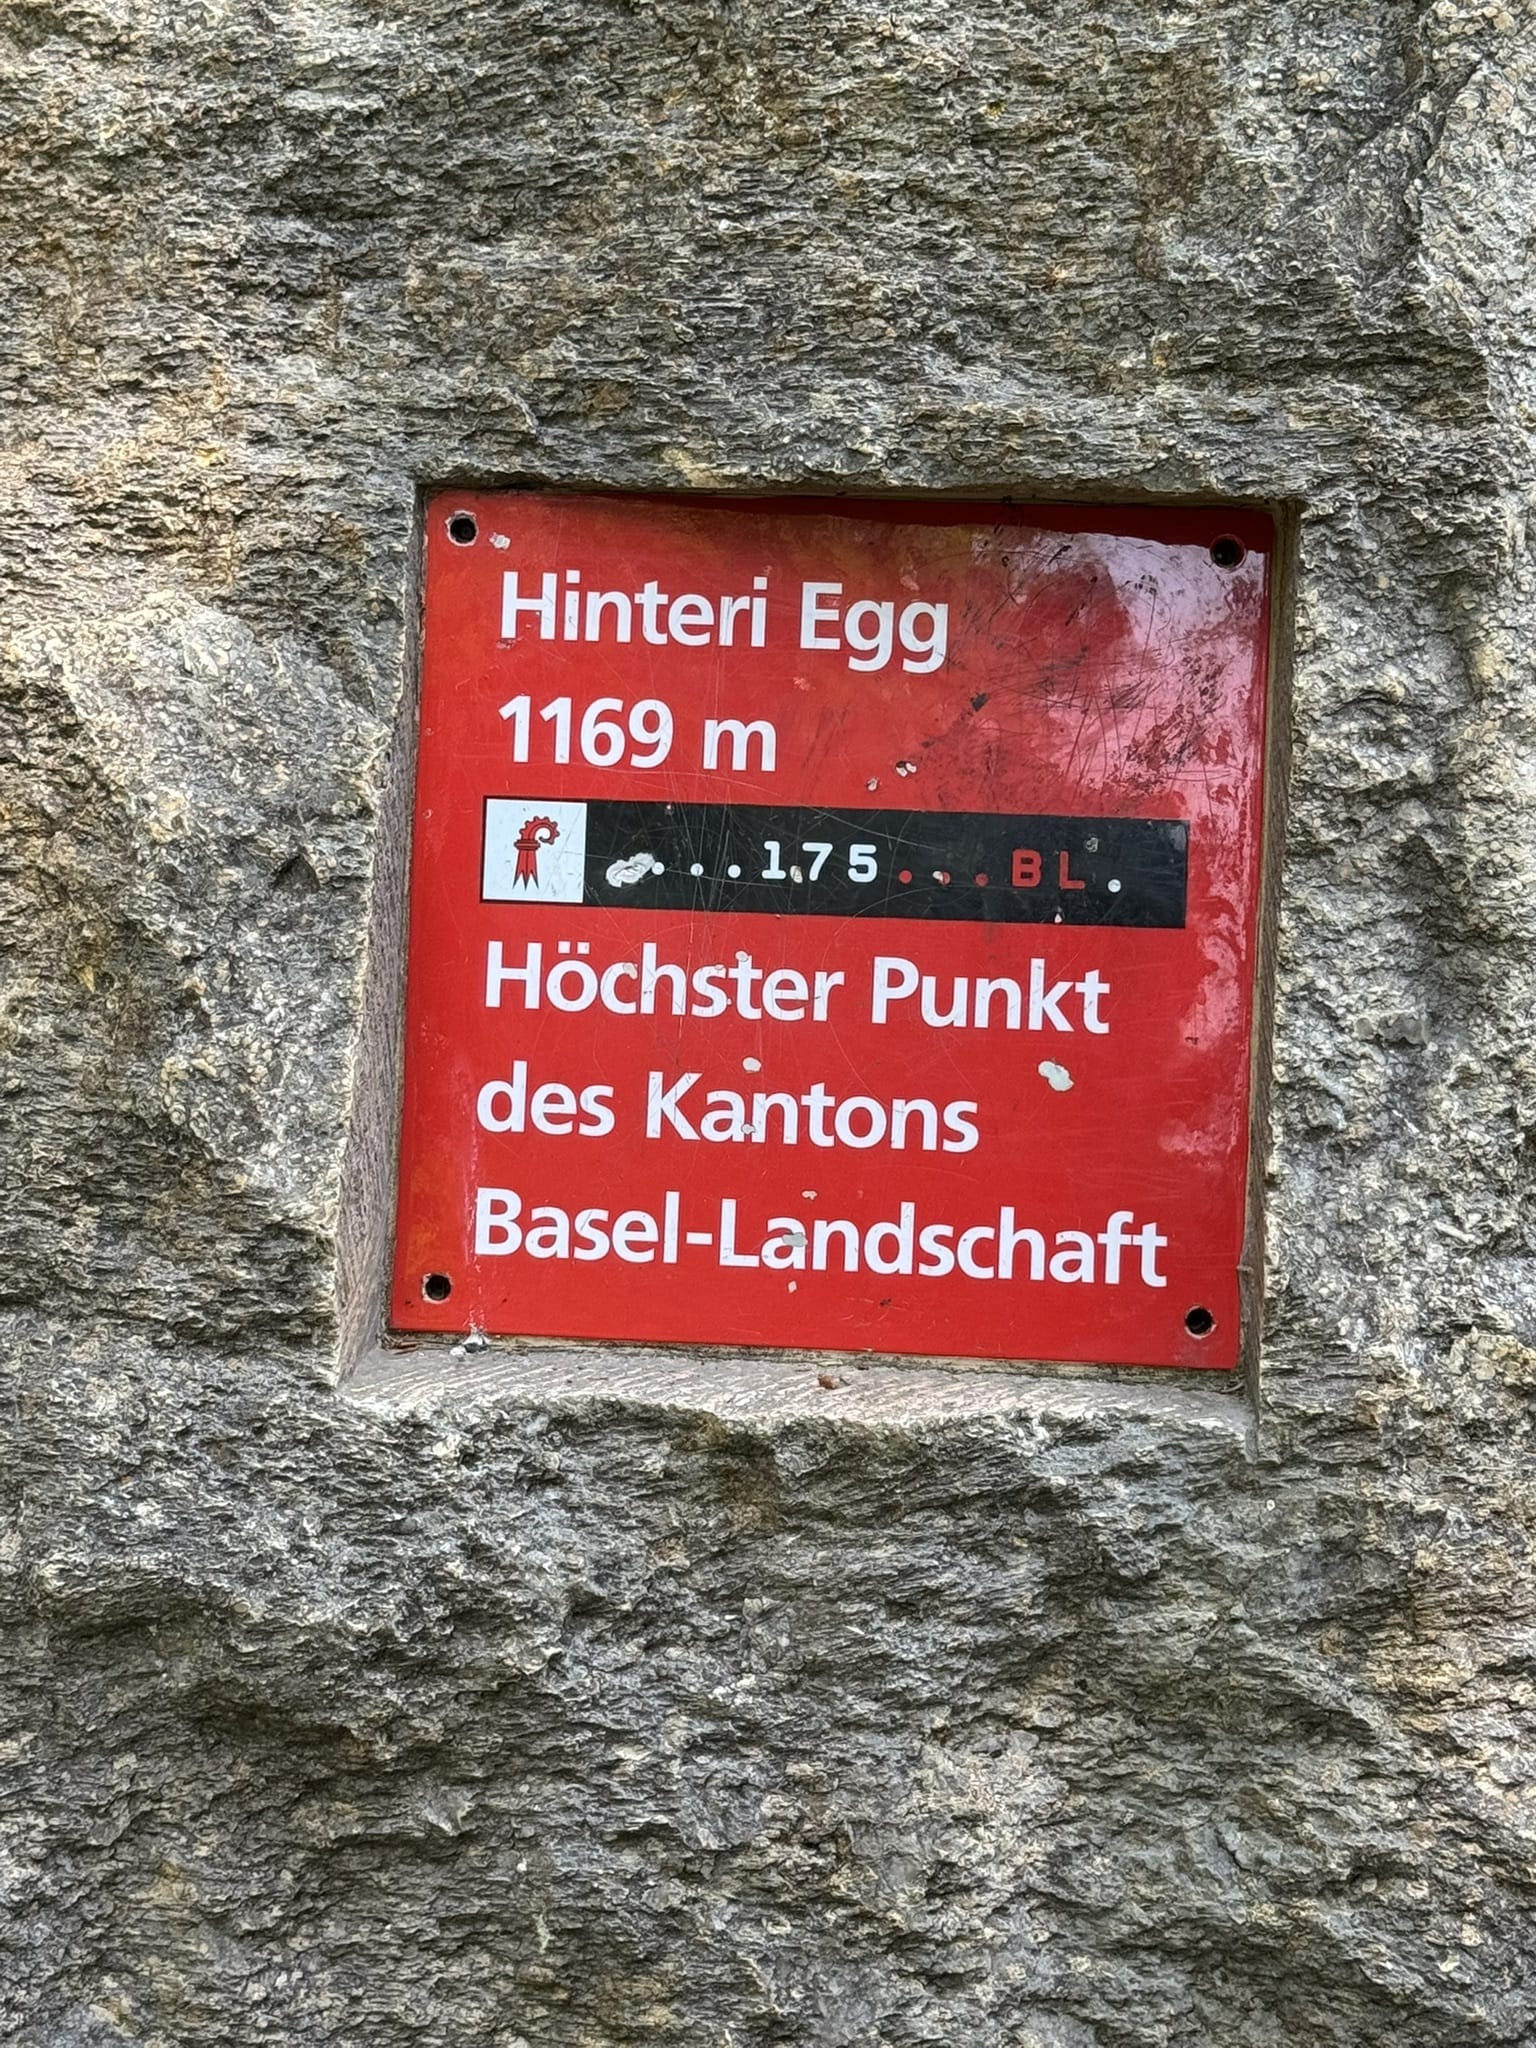 Hinteri Egg
1169 m
....175...BL.
Höchster Punkt
des Kantons
Basel-Landschaft